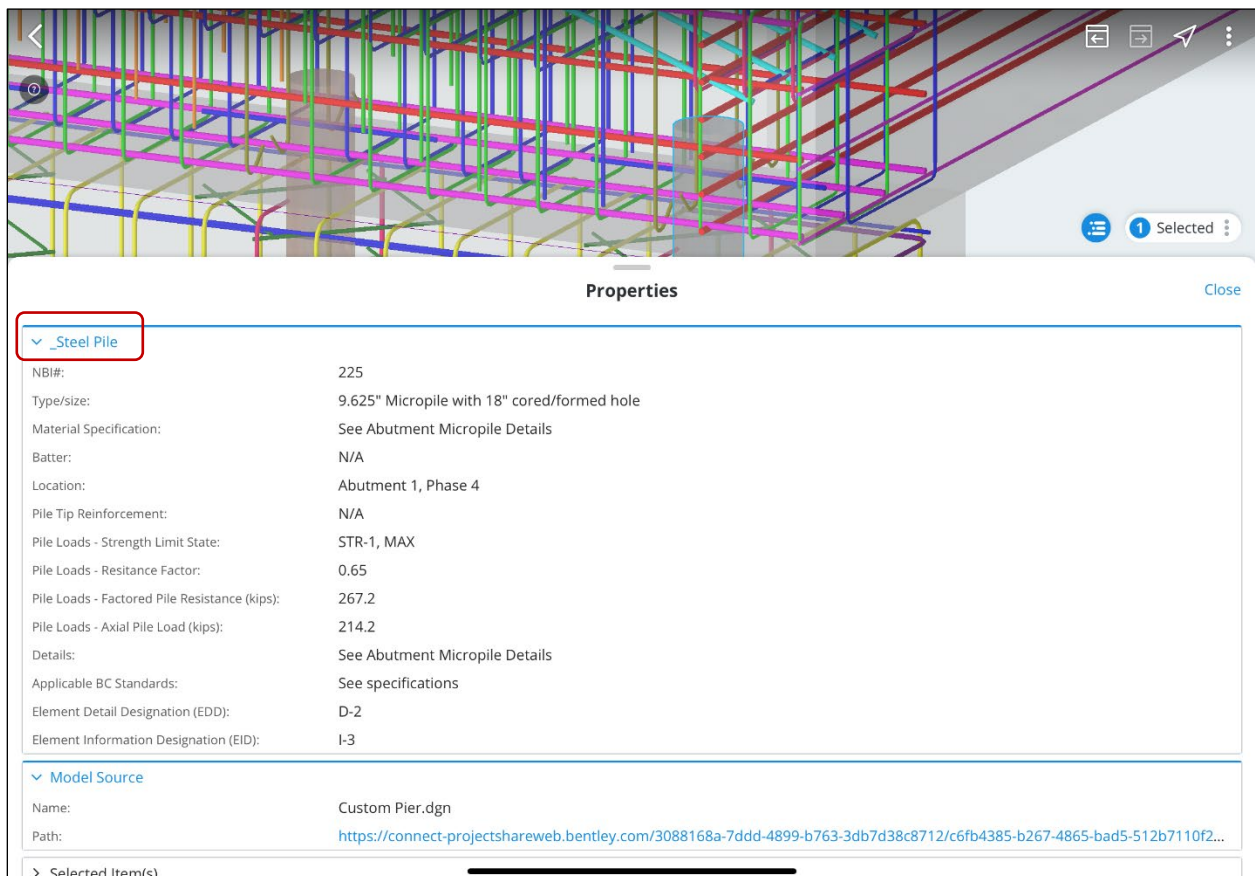 1 Selected
Properties
Close
_Steel Pile
NBI#: 225
Type/size: 9.625" Micropile with 18" cored/formed hole
Material Specification: See Abutment Micropile Details
Batter: N/A
Location: Abutment 1, Phase 4
Pile Tip Reinforcement: N/A
Pile Loads - Strength Limit State: STR-1, MAX
Pile Loads - Resitance Factor: 0.65
Pile Loads - Factored Pile Resistance (kips): 267.2
Pile Loads - Axial Pile Load (kips): 214.2
Details: See Abutment Micropile Details
Applicable BC Standards: See specifications
Element Detail Designation (EDD): D-2
Element Information Designation (EID): I-3
Model Source
Name: Custom Pier.dgn
Path: https://connect-projectshareweb.bentley.com/3088168a-7ddd-4899-b763-3db7d38c8712/c6fb4385-b267-4865-bad5-512b7110f2...
Selected Item(s)